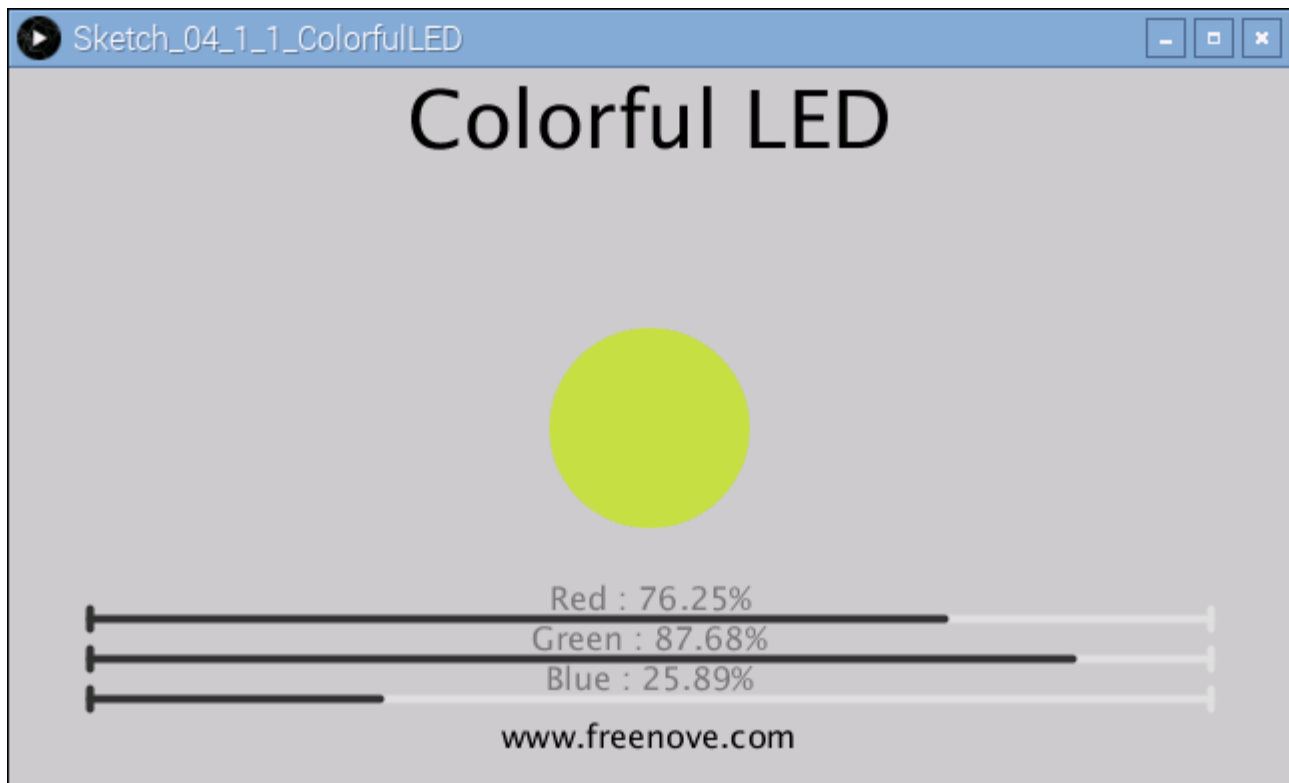 Sketch_04_1_1_ColorfulLED
Colorful LED
Red : 76.25%
Green : 87.68%
Blue : 25.89%
www.freenove.com